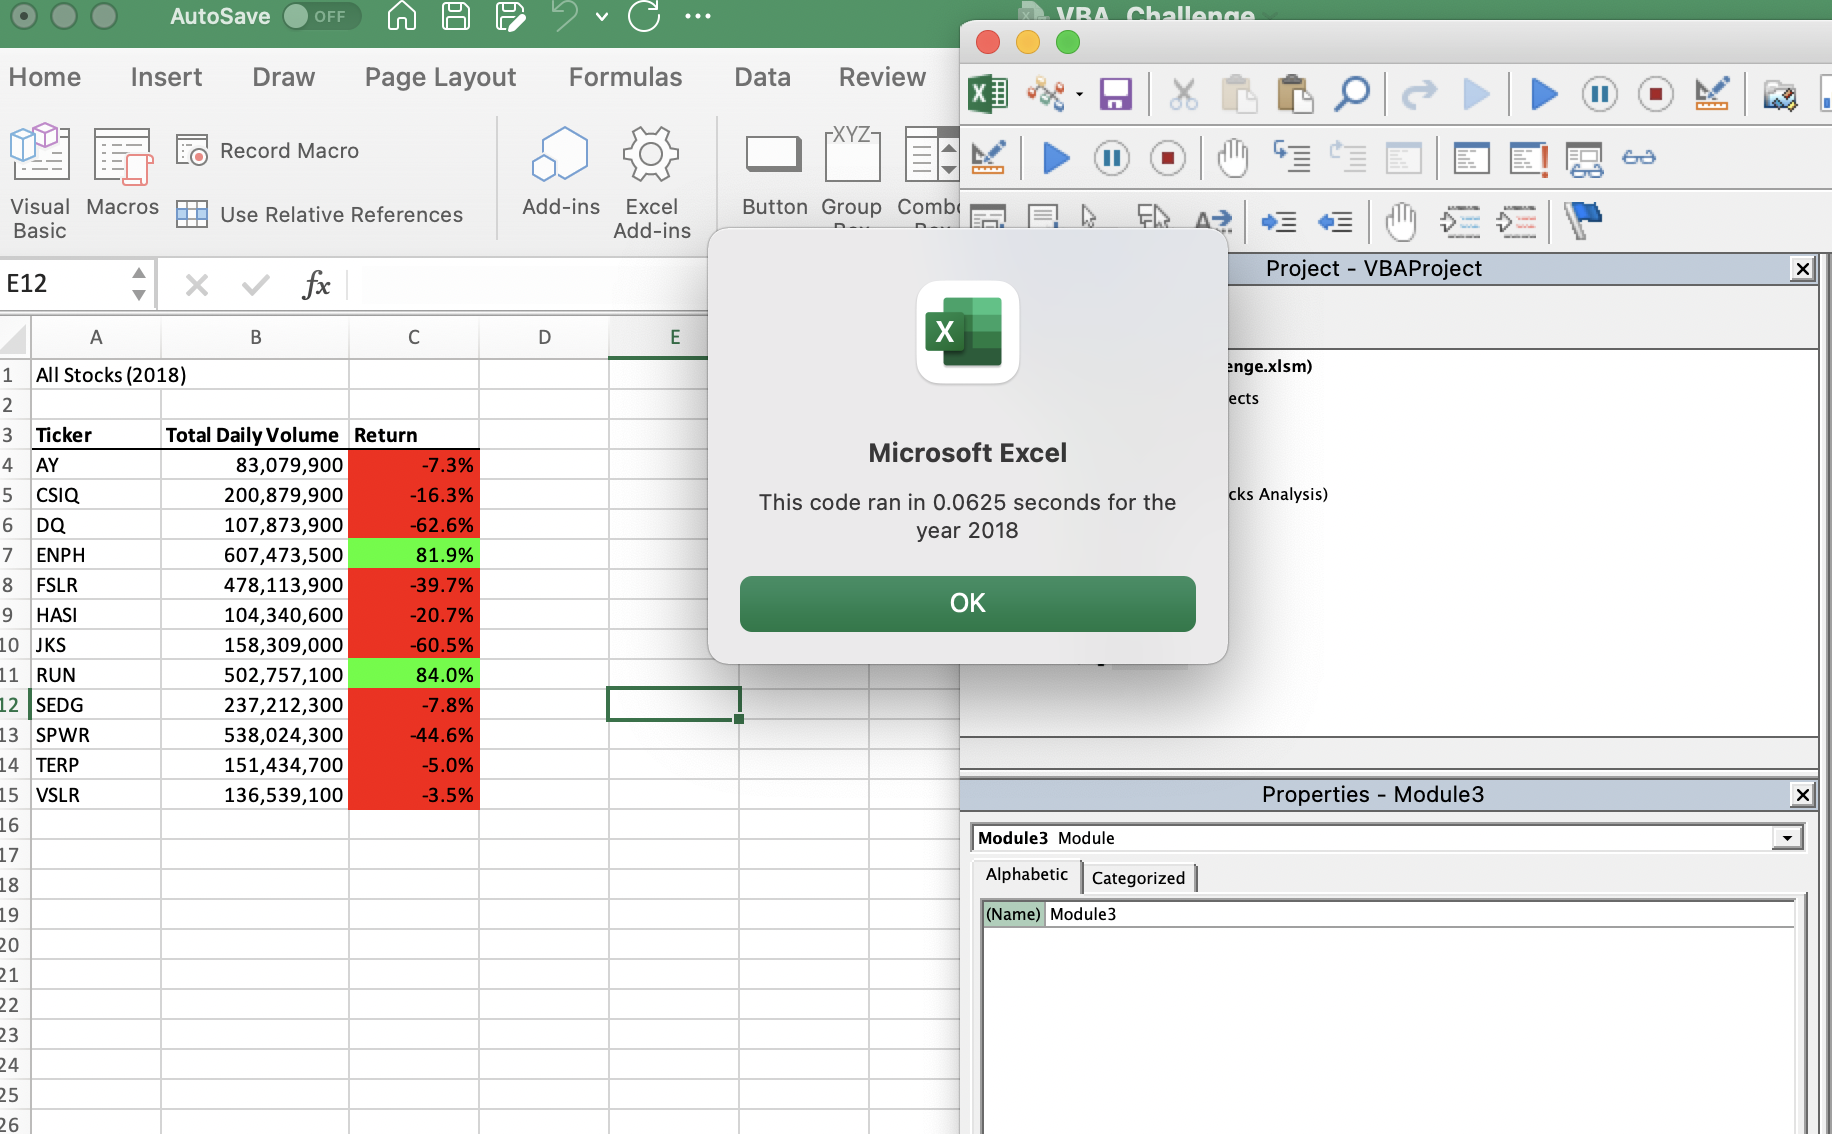 AutoSave OFF
VBA_Challenge
Home Insert Draw Page Layout Formulas Data Review
Visual Basic
Macros
Record Macro
Use Relative References
Add-ins
Excel Add-ins
Button
XYZ
Group
E12
fx
A B C D E
1 All Stocks (2018)
2
3 Ticker Total Daily Volume Return
4 AY 83,079,900 -7.3%
5 CSIQ 200,879,900 -16.3%
6 DQ 107,873,900 -62.6%
7 ENPH 607,473,500 81.9%
8 FSLR 478,113,900 -39.7%
9 HASI 104,340,600 -20.7%
10 JKS 158,309,000 -60.5%
11 RUN 502,757,100 84.0%
12 SEDG 237,212,300 -7.8%
13 SPWR 538,024,300 -44.6%
14 TERP 151,434,700 -5.0%
15 VSLR 136,539,100 -3.5%
16
17
18
19
20
21
22
23
24
25
26
X
Microsoft Excel
This code ran in 0.0625 seconds for the
year 2018
OK
Project - VBAProject
enge.xlsm)
ects
cks Analysis)
Properties - Module3
Module3 Module
Alphabetic Categorized
(Name) Module3